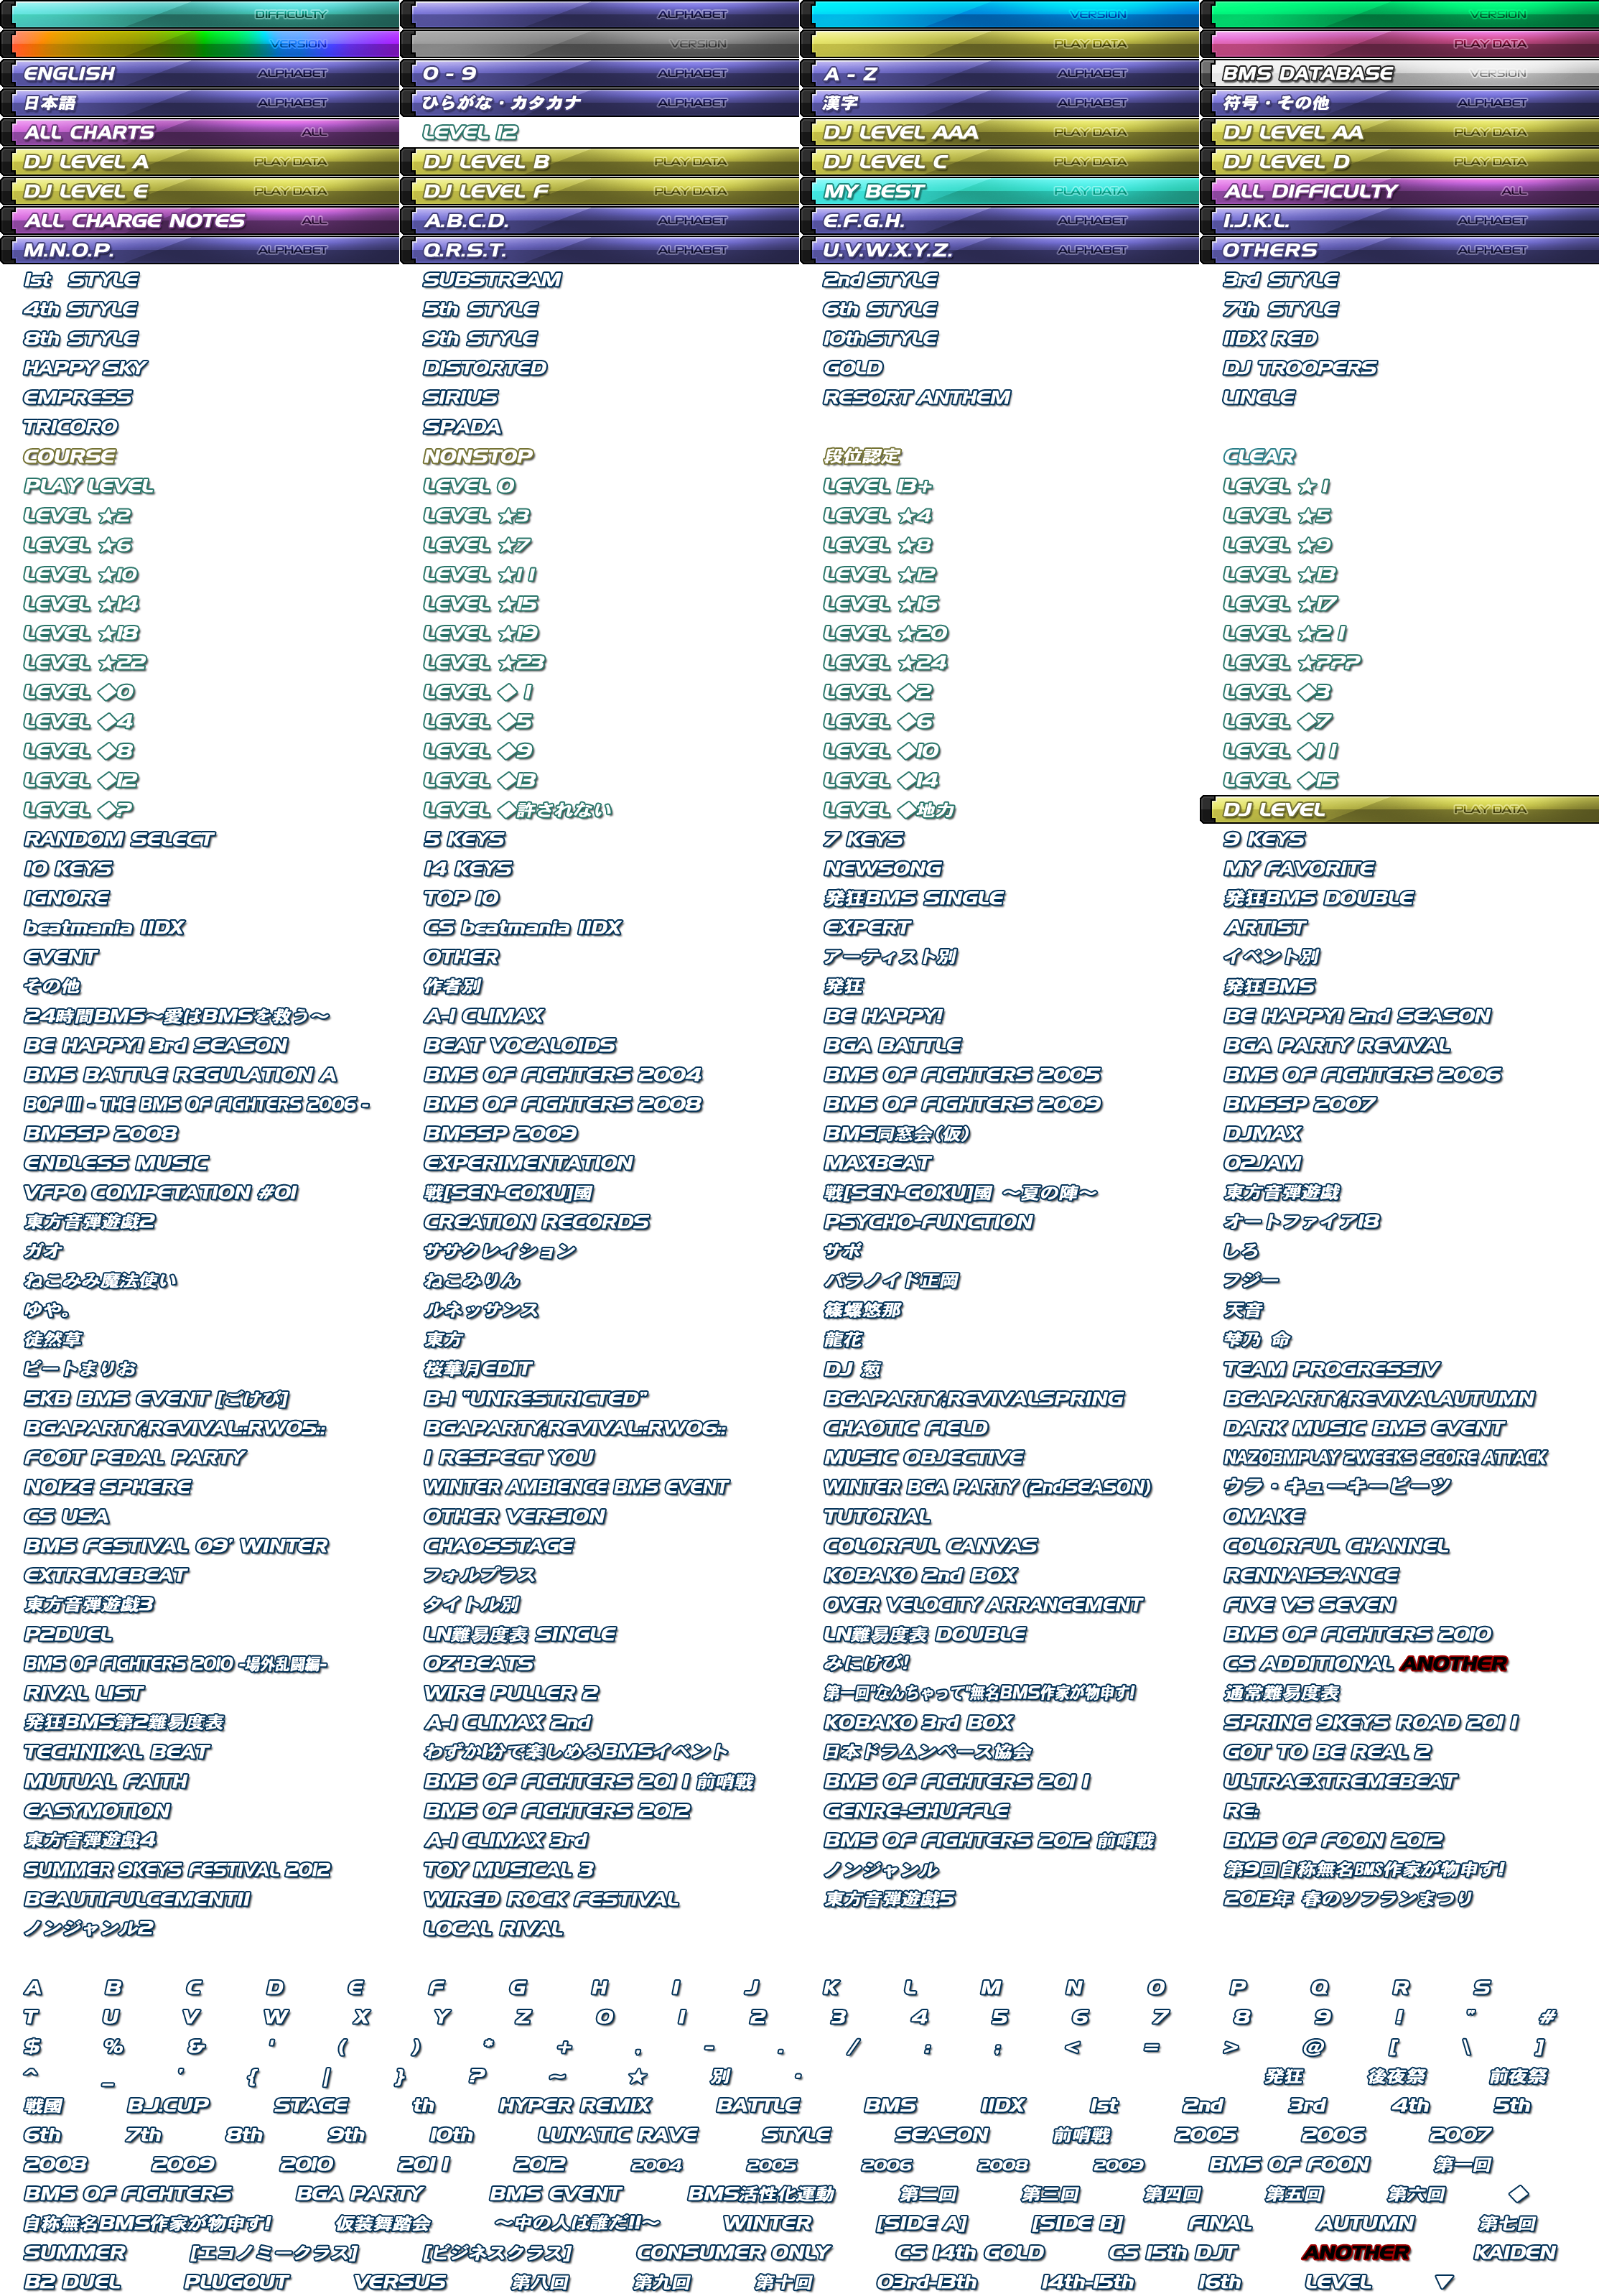 DIFFICULTY ALPHABET VERSION VERSION
VERSION VERSION PLAY DATA PLAY DATA
ENGLISH ALPHABET 0 - 9 ALPHABET A - Z ALPHABET BMS DATABASE VERSION
日本語 ALPHABET ひらがな・カタカナ ALPHABET 漢字 ALPHABET 符号・その他 ALPHABET
ALL CHARTS ALL LEVEL 12 DJ LEVEL AAA PLAY DATA DJ LEVEL AA PLAY DATA
DJ LEVEL A PLAY DATA DJ LEVEL B PLAY DATA DJ LEVEL C PLAY DATA DJ LEVEL D PLAY DATA
DJ LEVEL E PLAY DATA DJ LEVEL F PLAY DATA MY BEST PLAY DATA ALL DIFFICULTY ALL
ALL CHARGE NOTES ALL A.B.C.D. ALPHABET E.F.G.H. ALPHABET I.J.K.L. ALPHABET
M.N.O.P. ALPHABET Q.R.S.T. ALPHABET U.V.W.X.Y.Z. ALPHABET OTHERS ALPHABET
1st STYLE SUBSTREAM 2nd STYLE 3rd STYLE
4th STYLE 5th STYLE 6th STYLE 7th STYLE
8th STYLE 9th STYLE 10thSTYLE IIDX RED
HAPPY SKY DISTORTED GOLD DJ TROOPERS
EMPRESS SIRIUS RESORT ANTHEM LINCLE
TRICORO SPADA
COURSE NONSTOP 段位認定 CLEAR
PLAY LEVEL LEVEL 0 LEVEL 13+ LEVEL ★1
LEVEL ★2 LEVEL ★3 LEVEL ★4 LEVEL ★5
LEVEL ★6 LEVEL ★7 LEVEL ★8 LEVEL ★9
LEVEL ★10 LEVEL ★11 LEVEL ★12 LEVEL ★13
LEVEL ★14 LEVEL ★15 LEVEL ★16 LEVEL ★17
LEVEL ★18 LEVEL ★19 LEVEL ★20 LEVEL ★21
LEVEL ★22 LEVEL ★23 LEVEL ★24 LEVEL ★???
LEVEL ◆0 LEVEL ◆1 LEVEL ◆2 LEVEL ◆3
LEVEL ◆4 LEVEL ◆5 LEVEL ◆6 LEVEL ◆7
LEVEL ◆8 LEVEL ◆9 LEVEL ◆10 LEVEL ◆11
LEVEL ◆12 LEVEL ◆13 LEVEL ◆14 LEVEL ◆15
LEVEL ◆? LEVEL ◆許されない LEVEL ◆地力 DJ LEVEL PLAY DATA
RANDOM SELECT 5 KEYS 7 KEYS 9 KEYS
10 KEYS 14 KEYS NEWSONG MY FAVORITE
IGNORE TOP 10 発狂BMS SINGLE 発狂BMS DOUBLE
beatmania IIDX CS beatmania IIDX EXPERT ARTIST
EVENT OTHER アーティスト別 イベント別
その他 作者別 発狂 発狂BMS
24時間BMS～愛はBMSを救う～ A-1 CLIMAX BE HAPPY! BE HAPPY! 2nd SEASON
BE HAPPY! 3rd SEASON BEAT VOCALOIDS BGA BATTLE BGA PARTY REVIVAL
BMS BATTLE REGULATION A BMS OF FIGHTERS 2004 BMS OF FIGHTERS 2005 BMS OF FIGHTERS 2006
BOF III - THE BMS OF FIGHTERS 2006 - BMS OF FIGHTERS 2008 BMS OF FIGHTERS 2009 BMSSP 2007
BMSSP 2008 BMSSP 2009 BMS同窓会(仮) DJMAX
ENDLESS MUSIC EXPERIMENTATION MAXBEAT O2JAM
VFPQ COMPETATION #01 戦[SEN-GOKU]國 戦[SEN-GOKU]國 ～夏の陣～ 東方音弾遊戯
東方音弾遊戯2 CREATION RECORDS PSYCHO-FUNCTION オートファイア18
ガオ ササクレイション サボ しろ
ねこみみ魔法使い ねこみりん パラノイド正岡 フジー
ゆや。 ルネッサンス 篠螺悠那 天音
徒然草 東方 龍花 梺乃 命
ビートまりお 桜華月EDIT DJ 葱 TEAM PROGRESSIV
5KB BMS EVENT [ごけび] B-1 "UNRESTRICTED" BGAPARTY;REVIVALSPRING BGAPARTY;REVIVALAUTUMN
BGAPARTY;REVIVAL::RW05:: BGAPARTY;REVIVAL::RW06:: CHAOTIC FIELD DARK MUSIC BMS EVENT
FOOT PEDAL PARTY I RESPECT YOU MUSIC OBJECTIVE NAZOBMPLAY 2WEEKS SCORE ATTACK
NOIZE SPHERE WINTER AMBIENCE BMS EVENT WINTER BGA PARTY (2ndSEASON) ウラ・キューキービーツ
CS USA OTHER VERSION TUTORIAL OMAKE
BMS FESTIVAL 09' WINTER CHAOSSTAGE COLORFUL CANVAS COLORFUL CHANNEL
EXTREMEBEAT フォルプラス KOBAKO 2nd BOX RENNAISSANCE
東方音弾遊戯3 タイトル別 OVER VELOCITY ARRANGEMENT FIVE VS SEVEN
P2DUEL LN難易度表 SINGLE LN難易度表 DOUBLE BMS OF FIGHTERS 2010
BMS OF FIGHTERS 2010 -場外乱闘編- OZ'BEATS みにけび! CS ADDITIONAL ANOTHER
RIVAL LIST WIRE PULLER 2 第一回"なんちゃって"無名BMS作家が物申す! 通常難易度表
発狂BMS第2難易度表 A-1 CLIMAX 2nd KOBAKO 3rd BOX SPRING 9KEYS ROAD 2011
TECHNIKAL BEAT わずか1分で楽しめるBMSイベント 日本ドラムンベース協会 GOT TO BE REAL 2
MUTUAL FAITH BMS OF FIGHTERS 2011 前哨戦 BMS OF FIGHTERS 2011 ULTRAEXTREMEBEAT
EASYMOTION BMS OF FIGHTERS 2012 GENRE-SHUFFLE RE:
東方音弾遊戯4 A-1 CLIMAX 3rd BMS OF FIGHTERS 2012 前哨戦 BMS OF FOON 2012
SUMMER 9KEYS FESTIVAL 2012 TOY MUSICAL 3 ノンジャンル 第9回自称無名BMS作家が物申す!
BEAUTIFULCEMENTII WIRED ROCK FESTIVAL 東方音弾遊戯5 2013年 春のソフランまつり
ノンジャンル2 LOCAL RIVAL
A B C D E F G H I J K L M N O P Q R S
T U V W X Y Z 0 1 2 3 4 5 6 7 8 9 ! " #
$ % & ' ( ) * + , - . / : ; < = > @ [ \ ]
^ _ ` { | } ? ～ ★ 別 ・ 発狂 後夜祭 前夜祭
戦國 B.J.CUP STAGE th HYPER REMIX BATTLE BMS IIDX 1st 2nd 3rd 4th 5th
6th 7th 8th 9th 10th LUNATIC RAVE STYLE SEASON 前哨戦 2005 2006 2007
2008 2009 2010 2011 2012 2004 2005 2006 2008 2009 BMS OF FOON 第一回
BMS OF FIGHTERS BGA PARTY BMS EVENT BMS活性化運動 第二回 第三回 第四回 第五回 第六回 ◆
自称無名BMS作家が物申す! 仮装舞踏会 ～中の人は誰だ!!～ WINTER [SIDE A] [SIDE B] FINAL AUTUMN 第七回
SUMMER [エコノミークラス] [ビジネスクラス] CONSUMER ONLY CS 14th GOLD CS 15th DJT ANOTHER KAIDEN
B2 DUEL PLUGOUT VERSUS 第八回 第九回 第十回 03rd-13th 14th-15th 16th LEVEL ▼